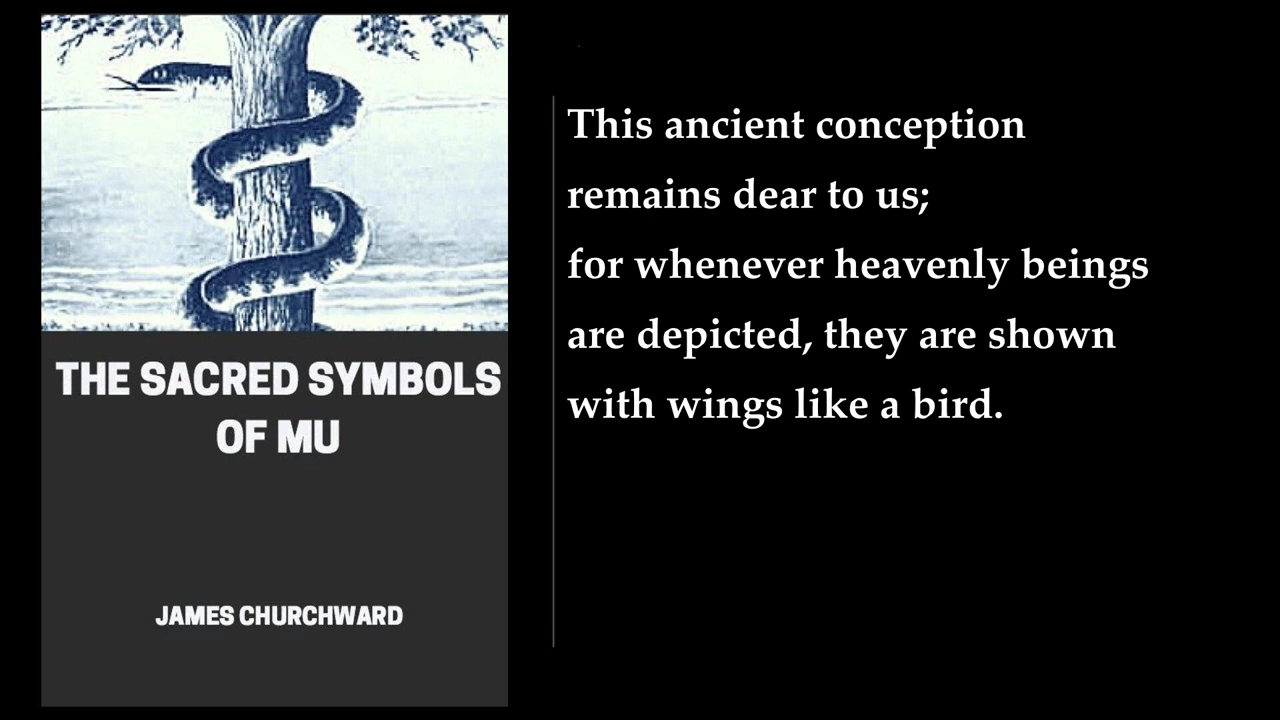 THE SACRED SYMBOLS
OF MU
JAMES CHURCHWARD
This ancient conception
remains dear to us;
for whenever heavenly beings
are depicted, they are shown
with wings like a bird.